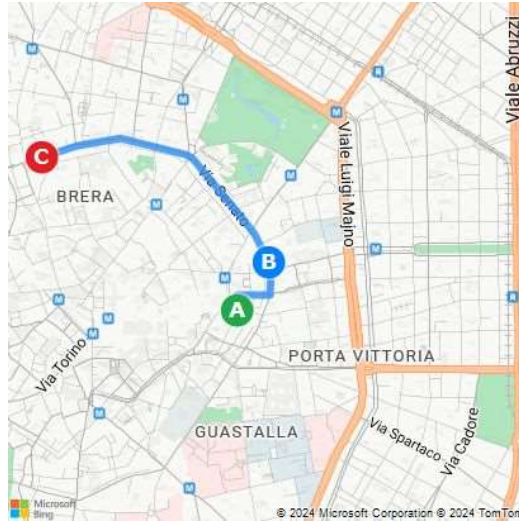 Viale Abruzzi
M
M
R
M
Viale Luigi Majno
M
C
M
Via Senato
BRERA
M
B
M
M
M
A
R
M
M
PORTA VITTORIA
M
Via Torino
M
GUASTALLA
Via Spartaco
Via Cadore
M
M
Microsoft
Bing
© 2024 Microsoft Corporation © 2024 TomTom